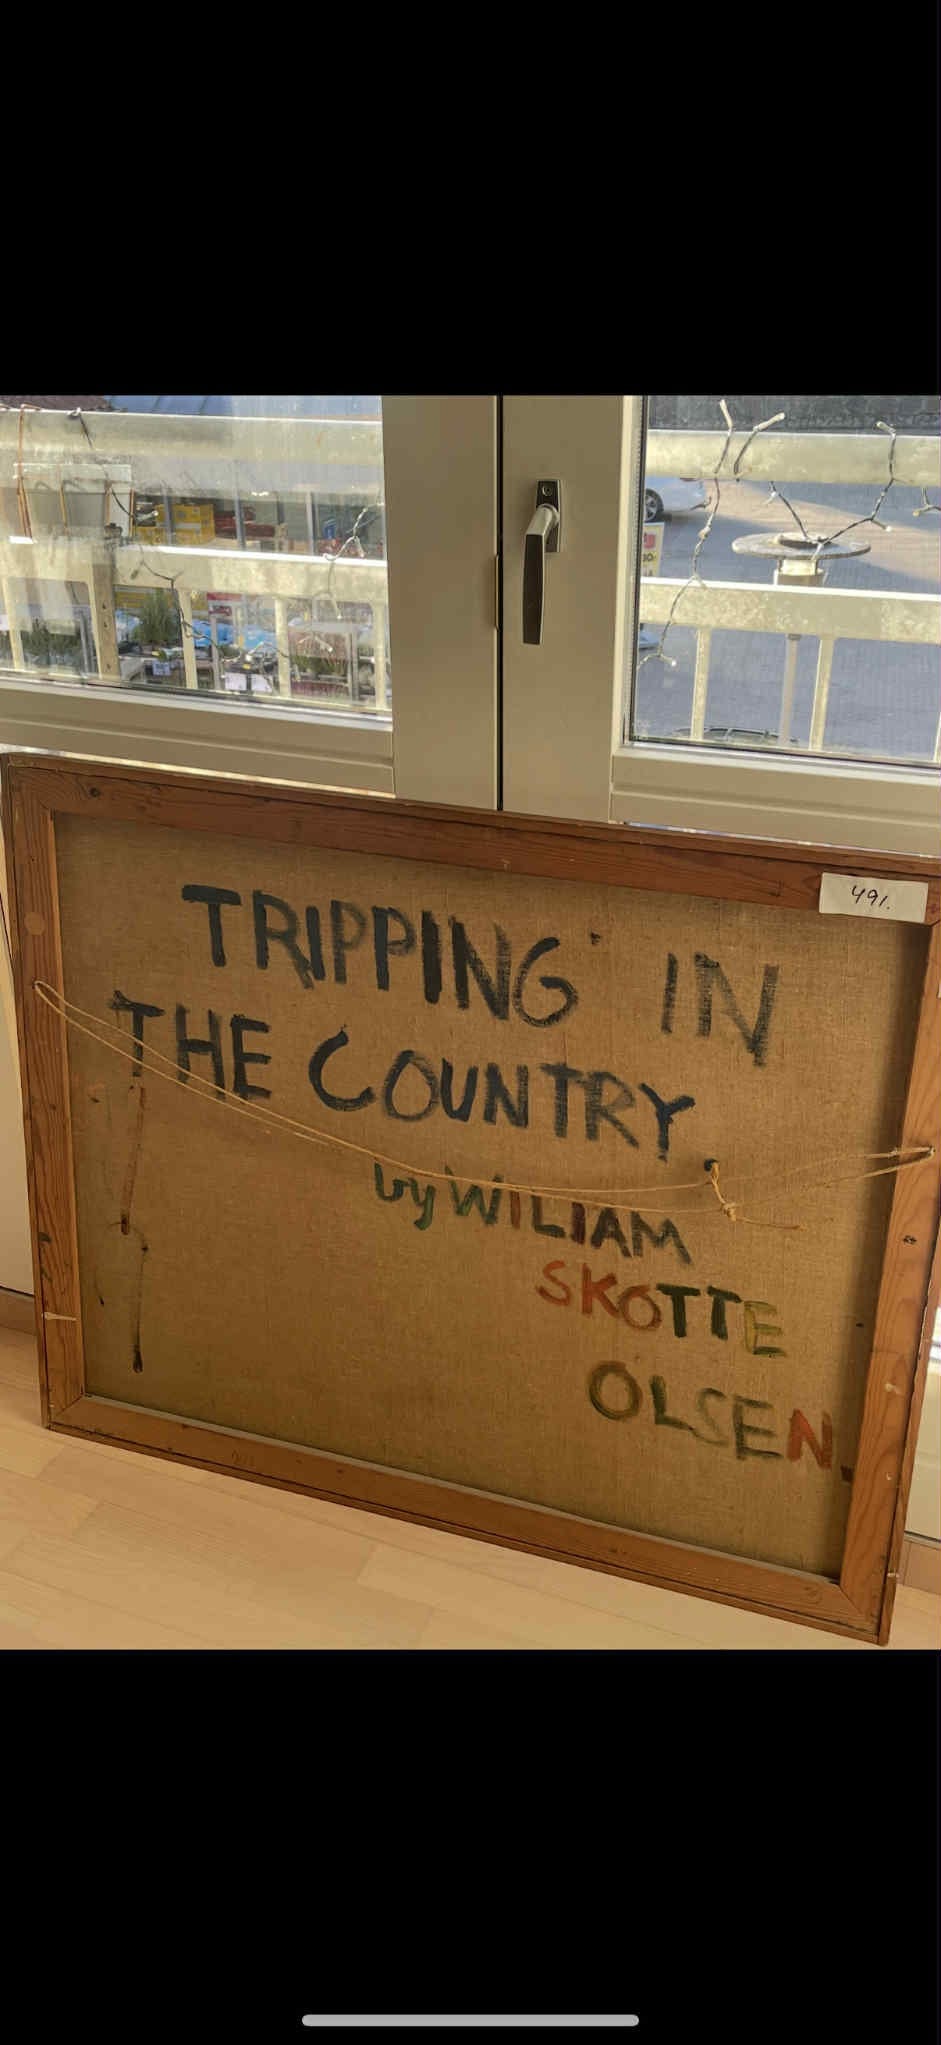 491.
TRIPPING IN
THE COUNTRY.
by WILIAM
SKOTTE
OLSEN.